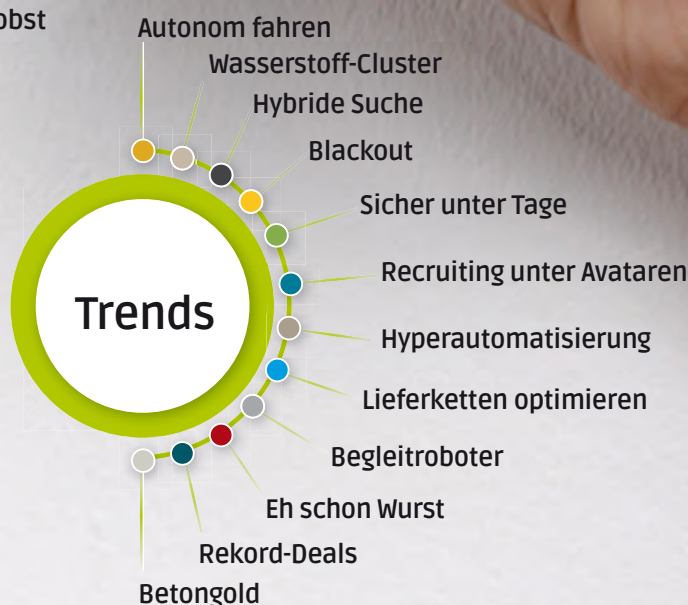 obst
Autonom fahren
Wasserstoff-Cluster
Hybride Suche
Blackout
Sicher unter Tage
Recruiting unter Avataren
Trends
Hyperautomatisierung
Lieferketten optimieren
Begleitroboter
Eh schon Wurst
Rekord-Deals
Betongold